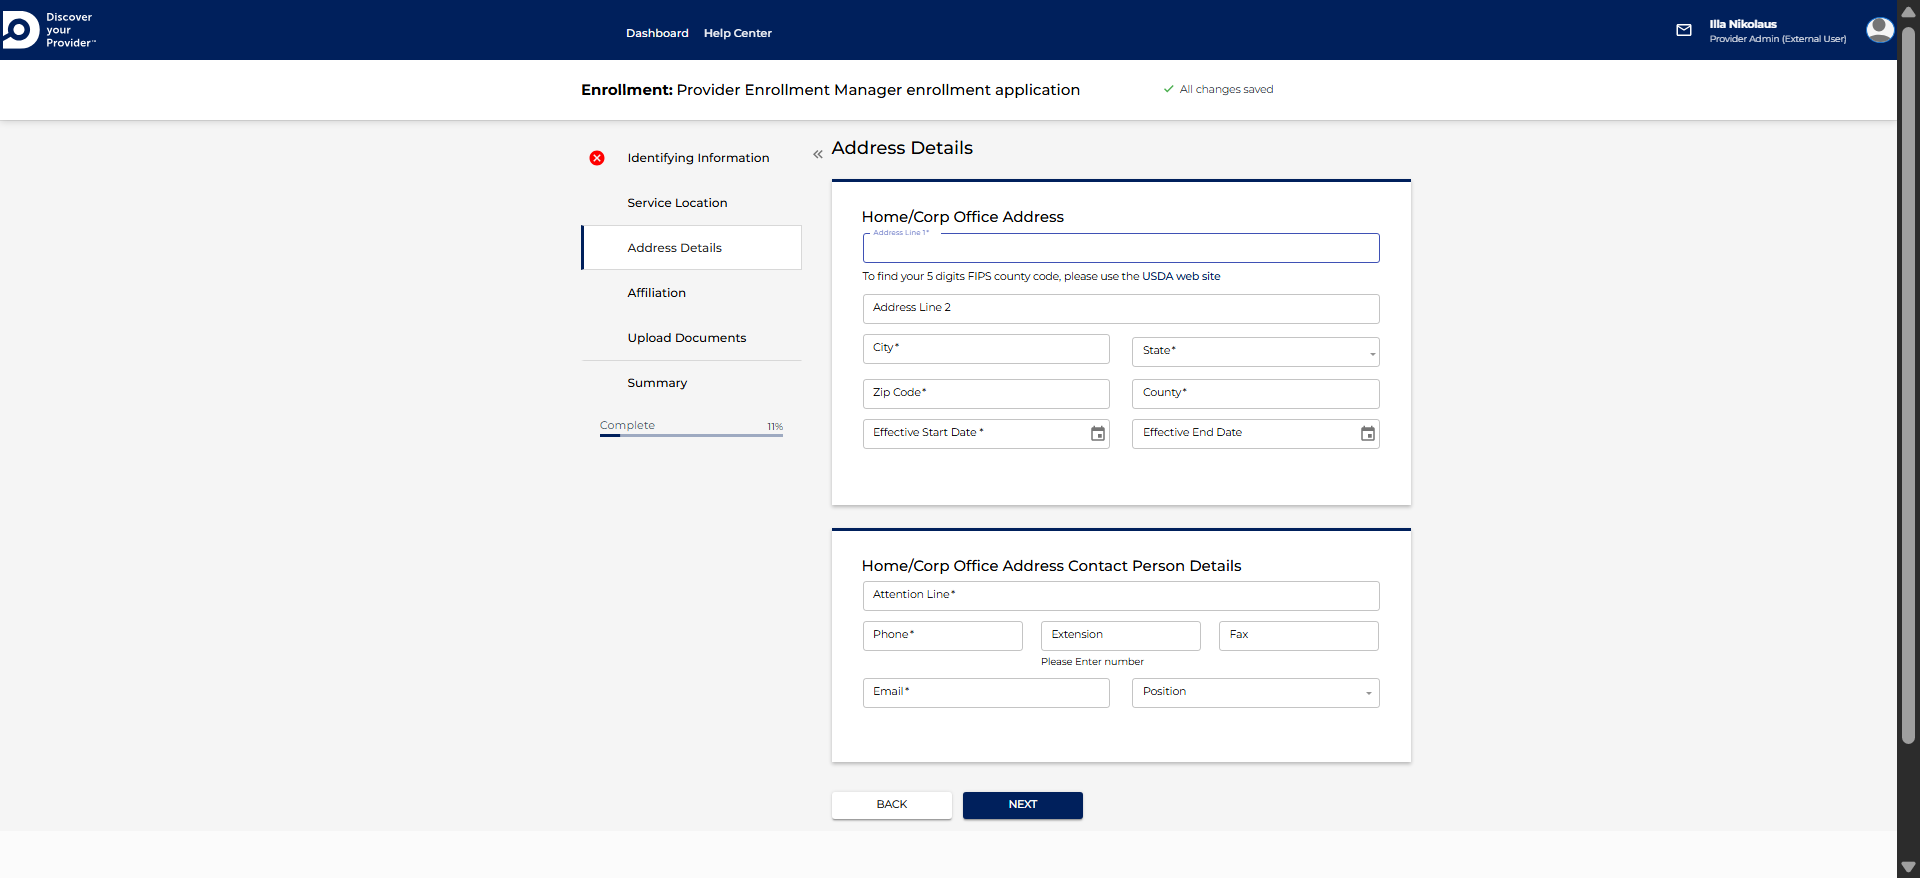 Discover
your
Provider™
Dashboard
Help Center
Illa Nikolaus
Provider Admin (External User)
Enrollment: Provider Enrollment Manager enrollment application
All changes saved
Identifying Information
Service Location
Address Details
Affiliation
Upload Documents
Summary
Complete
11%
Address Details
Home/Corp Office Address
Address Line 1*
To find your 5 digits FIPS county code, please use the USDA web site
Address Line 2
City*
State*
Zip Code*
County*
Effective Start Date *
Effective End Date
Home/Corp Office Address Contact Person Details
Attention Line*
Phone*
Extension
Fax
Please Enter number
Email*
Position
BACK
NEXT